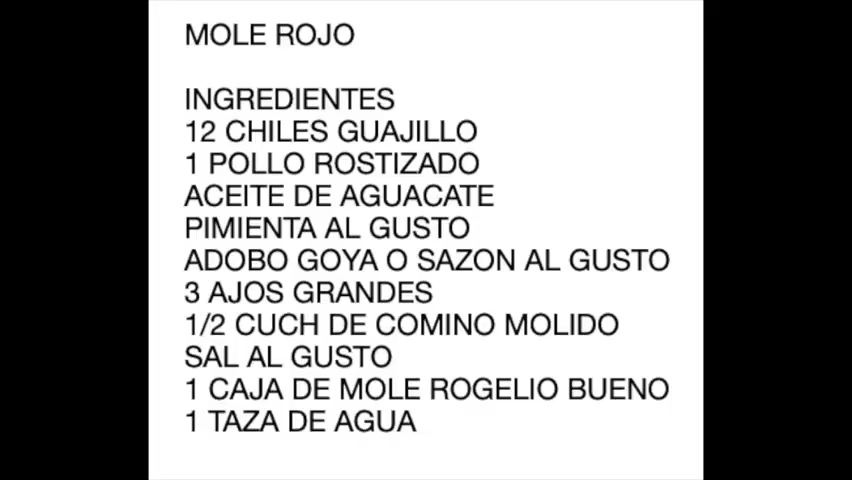 MOLE ROJO
INGREDIENTES
12 CHILES GUAJILLO
1 POLLO ROSTIZADO
ACEITE DE AGUACATE
PIMIENTA AL GUSTO
ADOBO GOYA O SAZON AL GUSTO
3 AJOS GRANDES
1/2 CUCH DE COMINO MOLIDO
SAL AL GUSTO
1 CAJA DE MOLE ROGELIO BUENO
1 TAZA DE AGUA